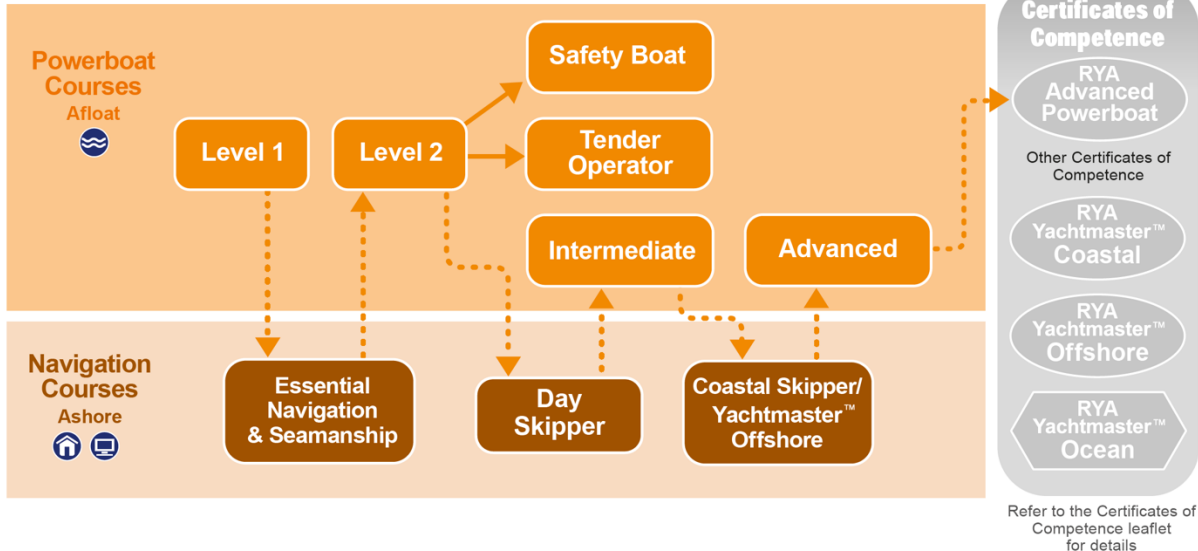 Powerboat
Courses
Afloat
Level 1
Level 2
Safety Boat
Tender
Operator
Intermediate
Advanced
Navigation
Courses
Ashore
Essential
Navigation
& Seamanship
Day
Skipper
Coastal Skipper/
Yachtmaster™
Offshore
Certificates of
Competence
RYA
Advanced
Powerboat
Other Certificates of
Competence
RYA
Yachtmaster™
Coastal
RYA
Yachtmaster™
Offshore
RYA
Yachtmaster™
Ocean
Refer to the Certificates of
Competence leaflet
for details